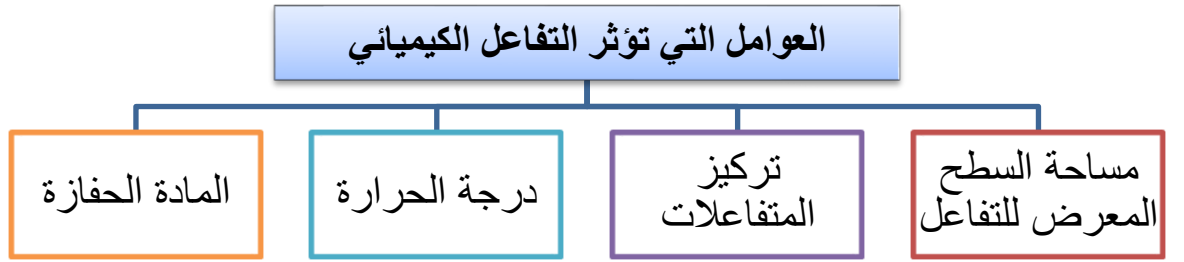 العوامل التي تؤثر التفاعل الكيميائي
مساحة السطح
المعرض للتفاعل
تركيز
المتفاعلات
درجة الحرارة
المادة الحفازة